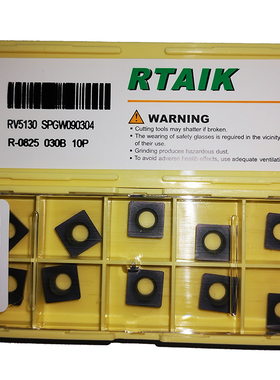 RTAIK
RV5130 SPGW090304
R-0825 030B 10P
WARNING
• Cutting tools may shatter if broken.
• The wearing of safety glasses is required in the vicinity
of their use.
• Grinding produces hazardous dust.
• To avoid adverse health effects, use adequate ventilation